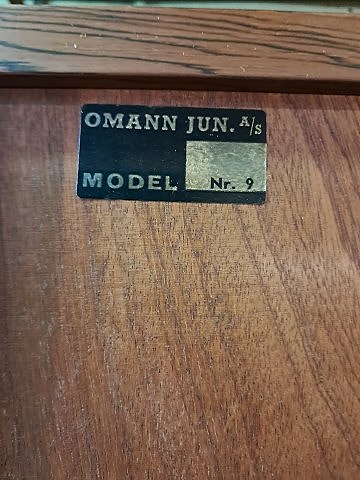 OMANN JUN. A/S
MODEL Nr. 9